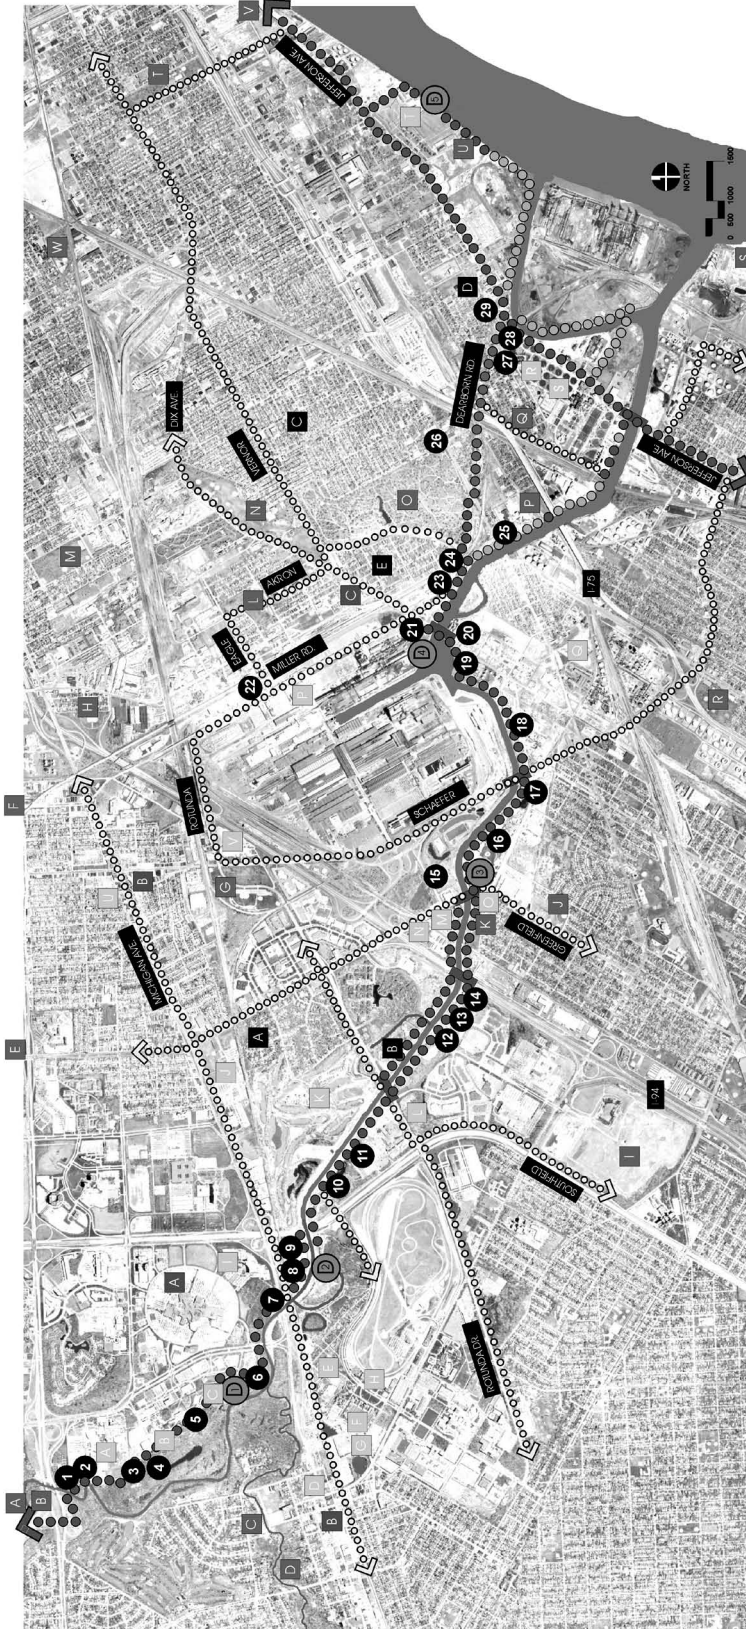 V
T
JEFFERSON AVE.
D
T
U
W
NORTH
0 500 1000 1500
S
DIX AVE.
VERNOR
C
D
29
28
27
R
S
DEARBORN RD.
26
Q
JEFFERSON AVE.
M
N
O
AKRON
L
E
C
25
P
24
23
I-75
EAGLE
MILLER RD.
21
20
19
22
P
Q
R
H
18
F
ROTUNDA
SCHAEFER
17
16
G
15
B
U
O
K
J
GREENFIELD
MICHIGAN AVE.
14
13
12
B
E
A
J
K
L
I-94
11
I
10
SOUTHFIELD
9
8
2
7
A
I
6
D
E
H
ROTUNDA DR.
5
B
A
F
G
4
3
2
1
D
B
C
D
A
B